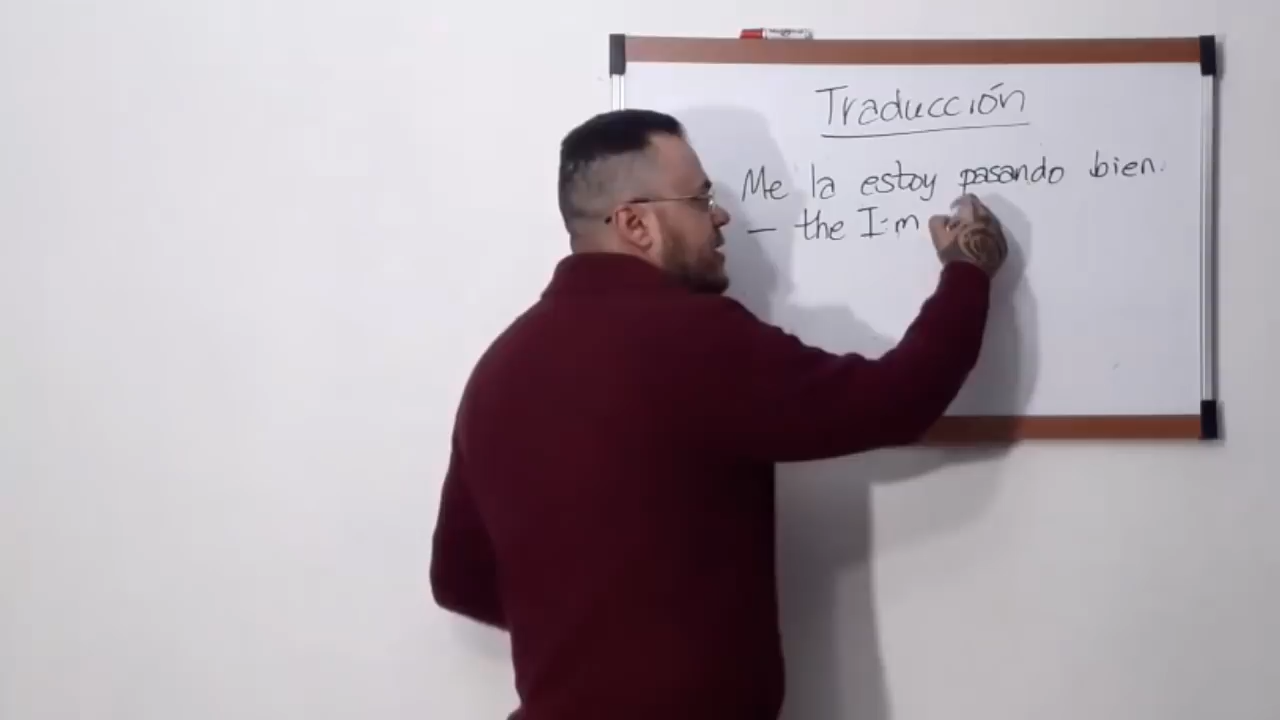 Traducción
Me la estoy pasando bien.
— the I'm